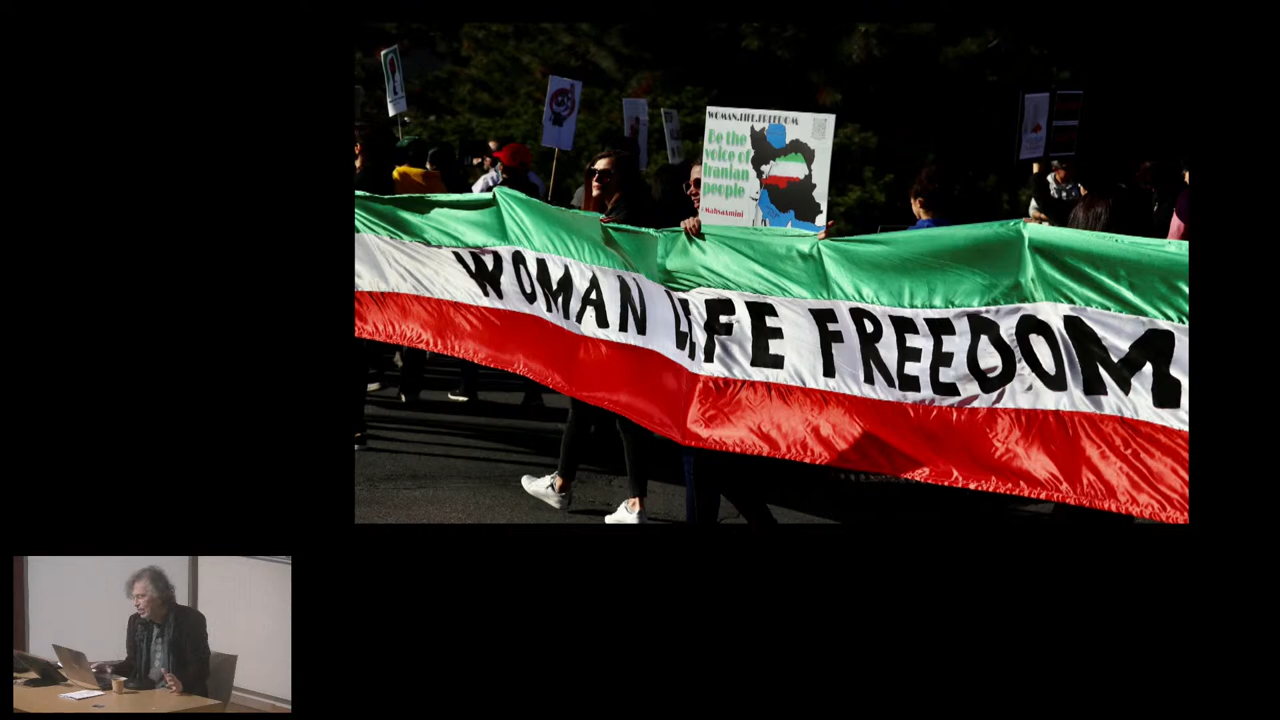 WOMAN.LIFE.FREEDOM
Be the
voice of
Iranian
people
#MahsaAmini
WOMAN LIFE FREEDOM